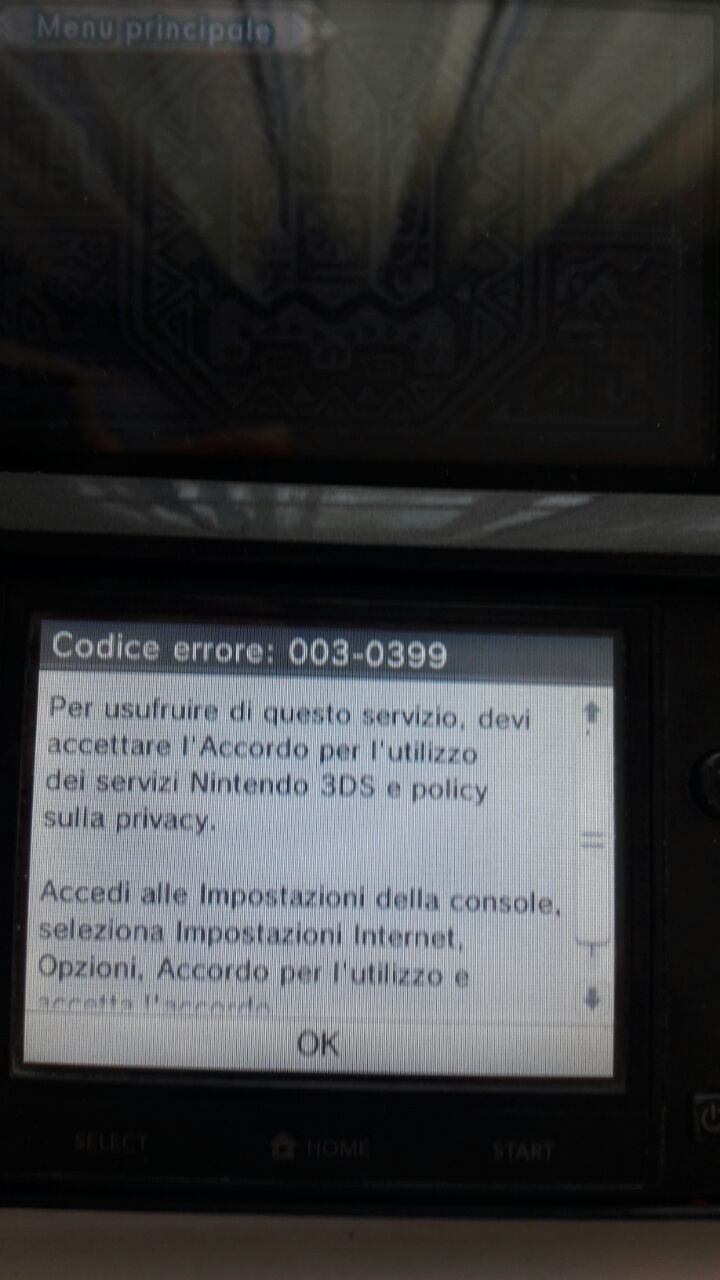 Menu principale
Codice errore: 003-0399
Per usufruire di questo servizio, devi
accettare l'Accordo per l'utilizzo
dei servizi Nintendo 3DS e policy
sulla privacy.
Accedi alle Impostazioni della console,
seleziona Impostazioni Internet,
Opzioni, Accordo per l'utilizzo e
accetta l'accordo
OK
SELECT
HOME
START